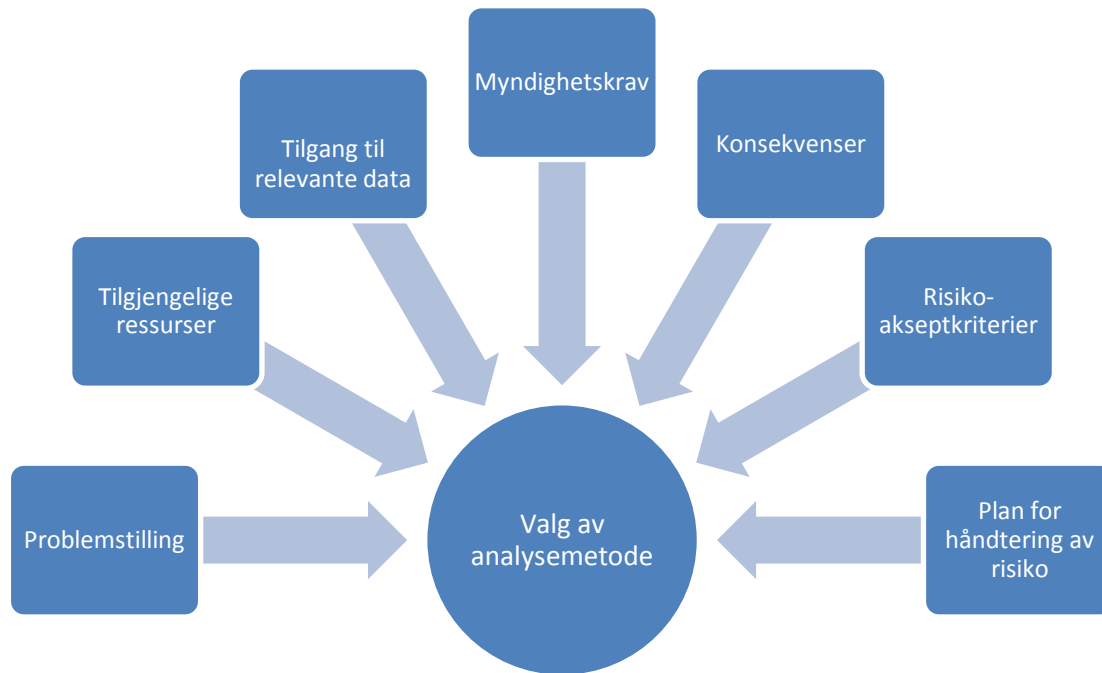 Myndighetskrav
Tilgang til
relevante data
Konsekvenser
Tilgjengelige
ressurser
Risiko-
akseptkriterier
Problemstilling
Valg av
analysemetode
Plan for
håndtering av
risiko